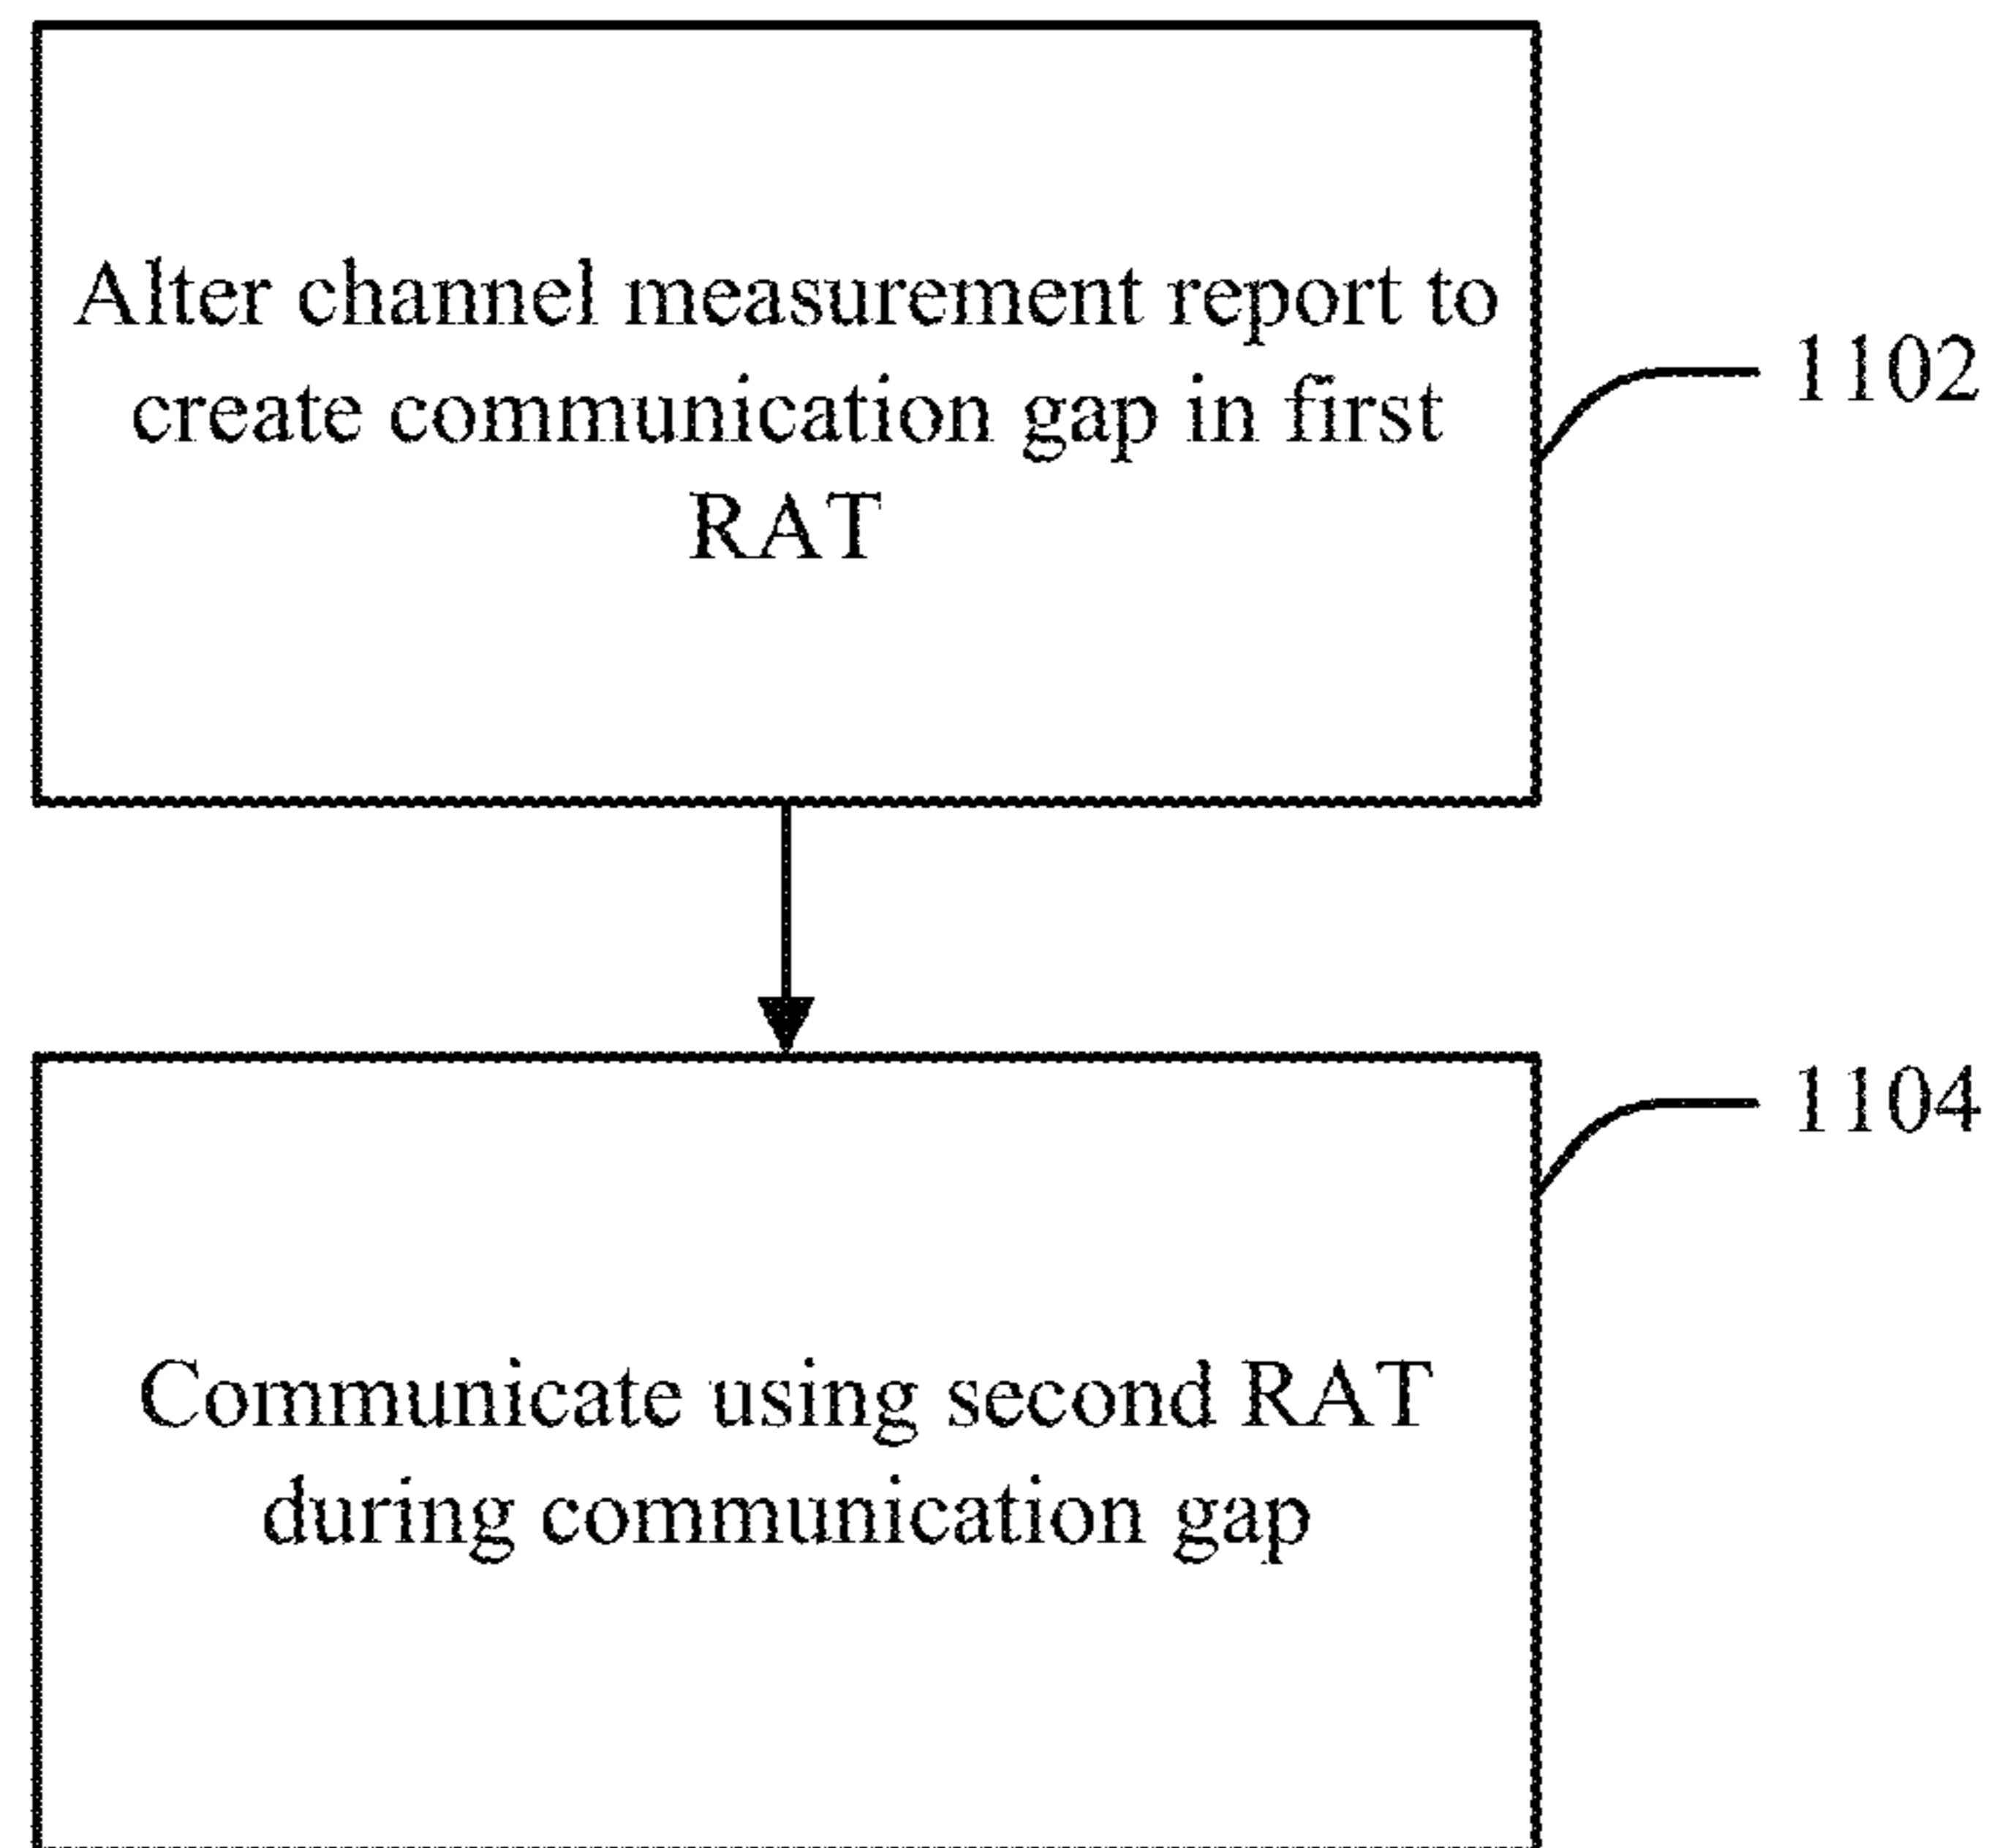 Alter channel measurement report to
create communication gap in first
RAT
1102
1104
Communicate using second RAT
during communication gap